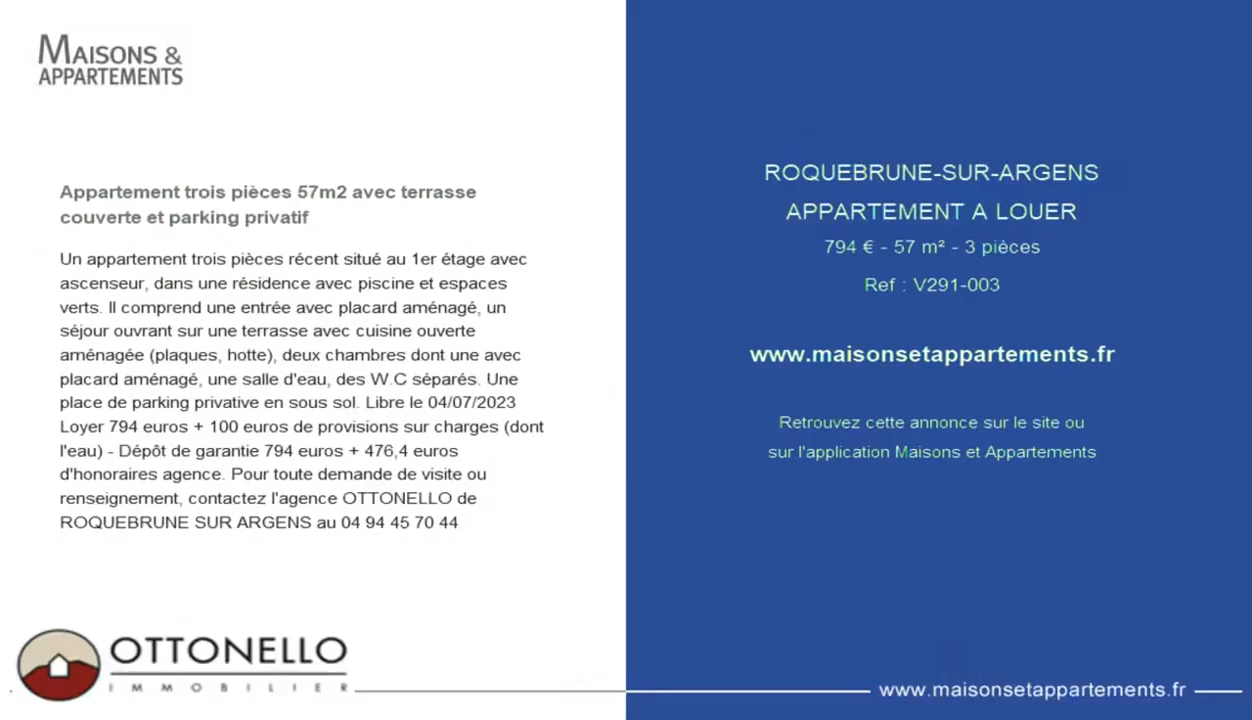 MAISONS &
APPARTEMENTS
Appartement trois pièces 57m2 avec terrasse
couverte et parking privatif
Un appartement trois pièces récent situé au 1er étage avec
ascenseur, dans une résidence avec piscine et espaces
verts. Il comprend une entrée avec placard aménagé, un
séjour ouvrant sur une terrasse avec cuisine ouverte
aménagée (plaques, hotte), deux chambres dont une avec
placard aménagé, une salle d'eau, des W.C séparés. Une
place de parking privative en sous sol. Libre le 04/07/2023
Loyer 794 euros + 100 euros de provisions sur charges (dont
l'eau) - Dépôt de garantie 794 euros + 476,4 euros
d'honoraires agence. Pour toute demande de visite ou
renseignement, contactez l'agence OTTONELLO de
ROQUEBRUNE SUR ARGENS au 04 94 45 70 44
OTTONELLO
IMMOBILIER
ROQUEBRUNE-SUR-ARGENS
APPARTEMENT A LOUER
794 € - 57 m² - 3 pièces
Ref : V291-003
www.maisonsetappartements.fr
Retrouvez cette annonce sur le site ou
sur l'application Maisons et Appartements
www.maisonsetappartements.fr